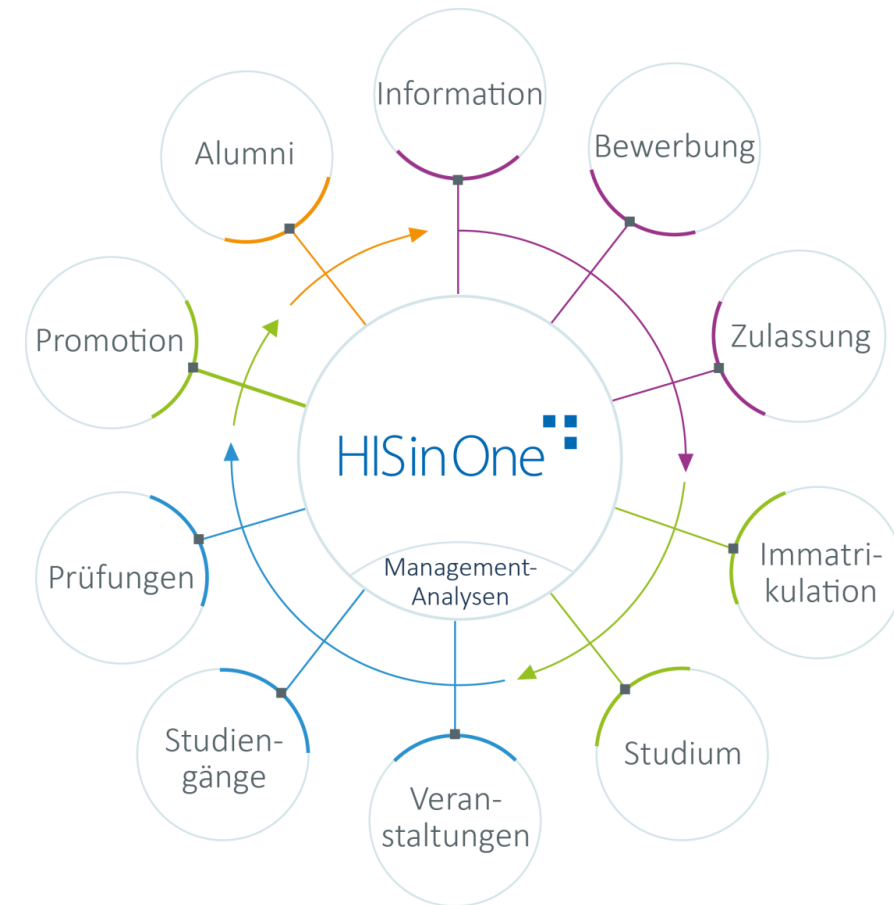 Information
Bewerbung
Zulassung
Immatri-
kulation
Studium
Veran-
staltungen
Studien-
gänge
Prüfungen
Promotion
Alumni
HISinOne
Management-
Analysen